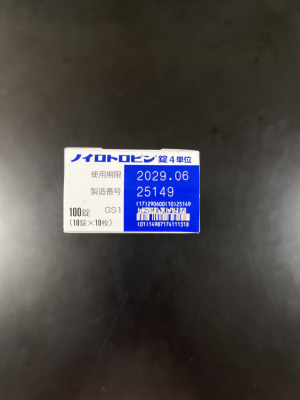 ノイロトロピン®錠4単位
使用期限 2029.06
製造番号 25149
100錠 GS1 (17)290600(10)25149
(10錠×10枚) (01)14987174111318